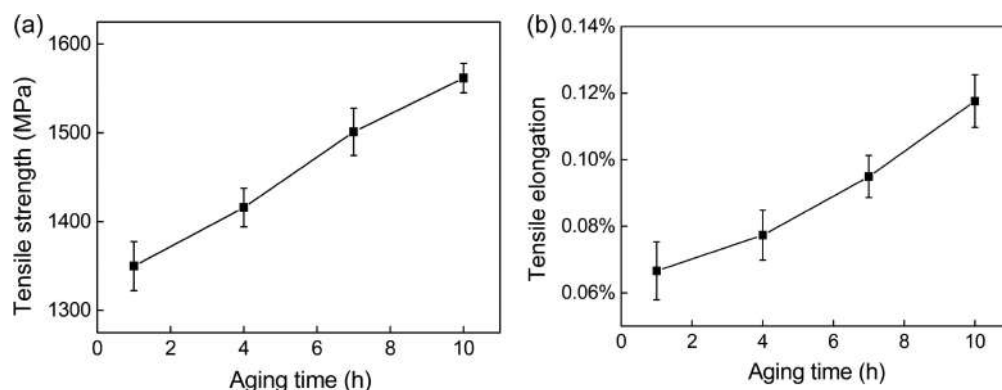 (a)
1600
1500
1400
1300
Tensile strength (MPa)
0 2 4 6 8 10
Aging time (h)
(b)
0.14%
0.12%
0.10%
0.08%
0.06%
Tensile elongation
0 2 4 6 8 10
Aging time (h)